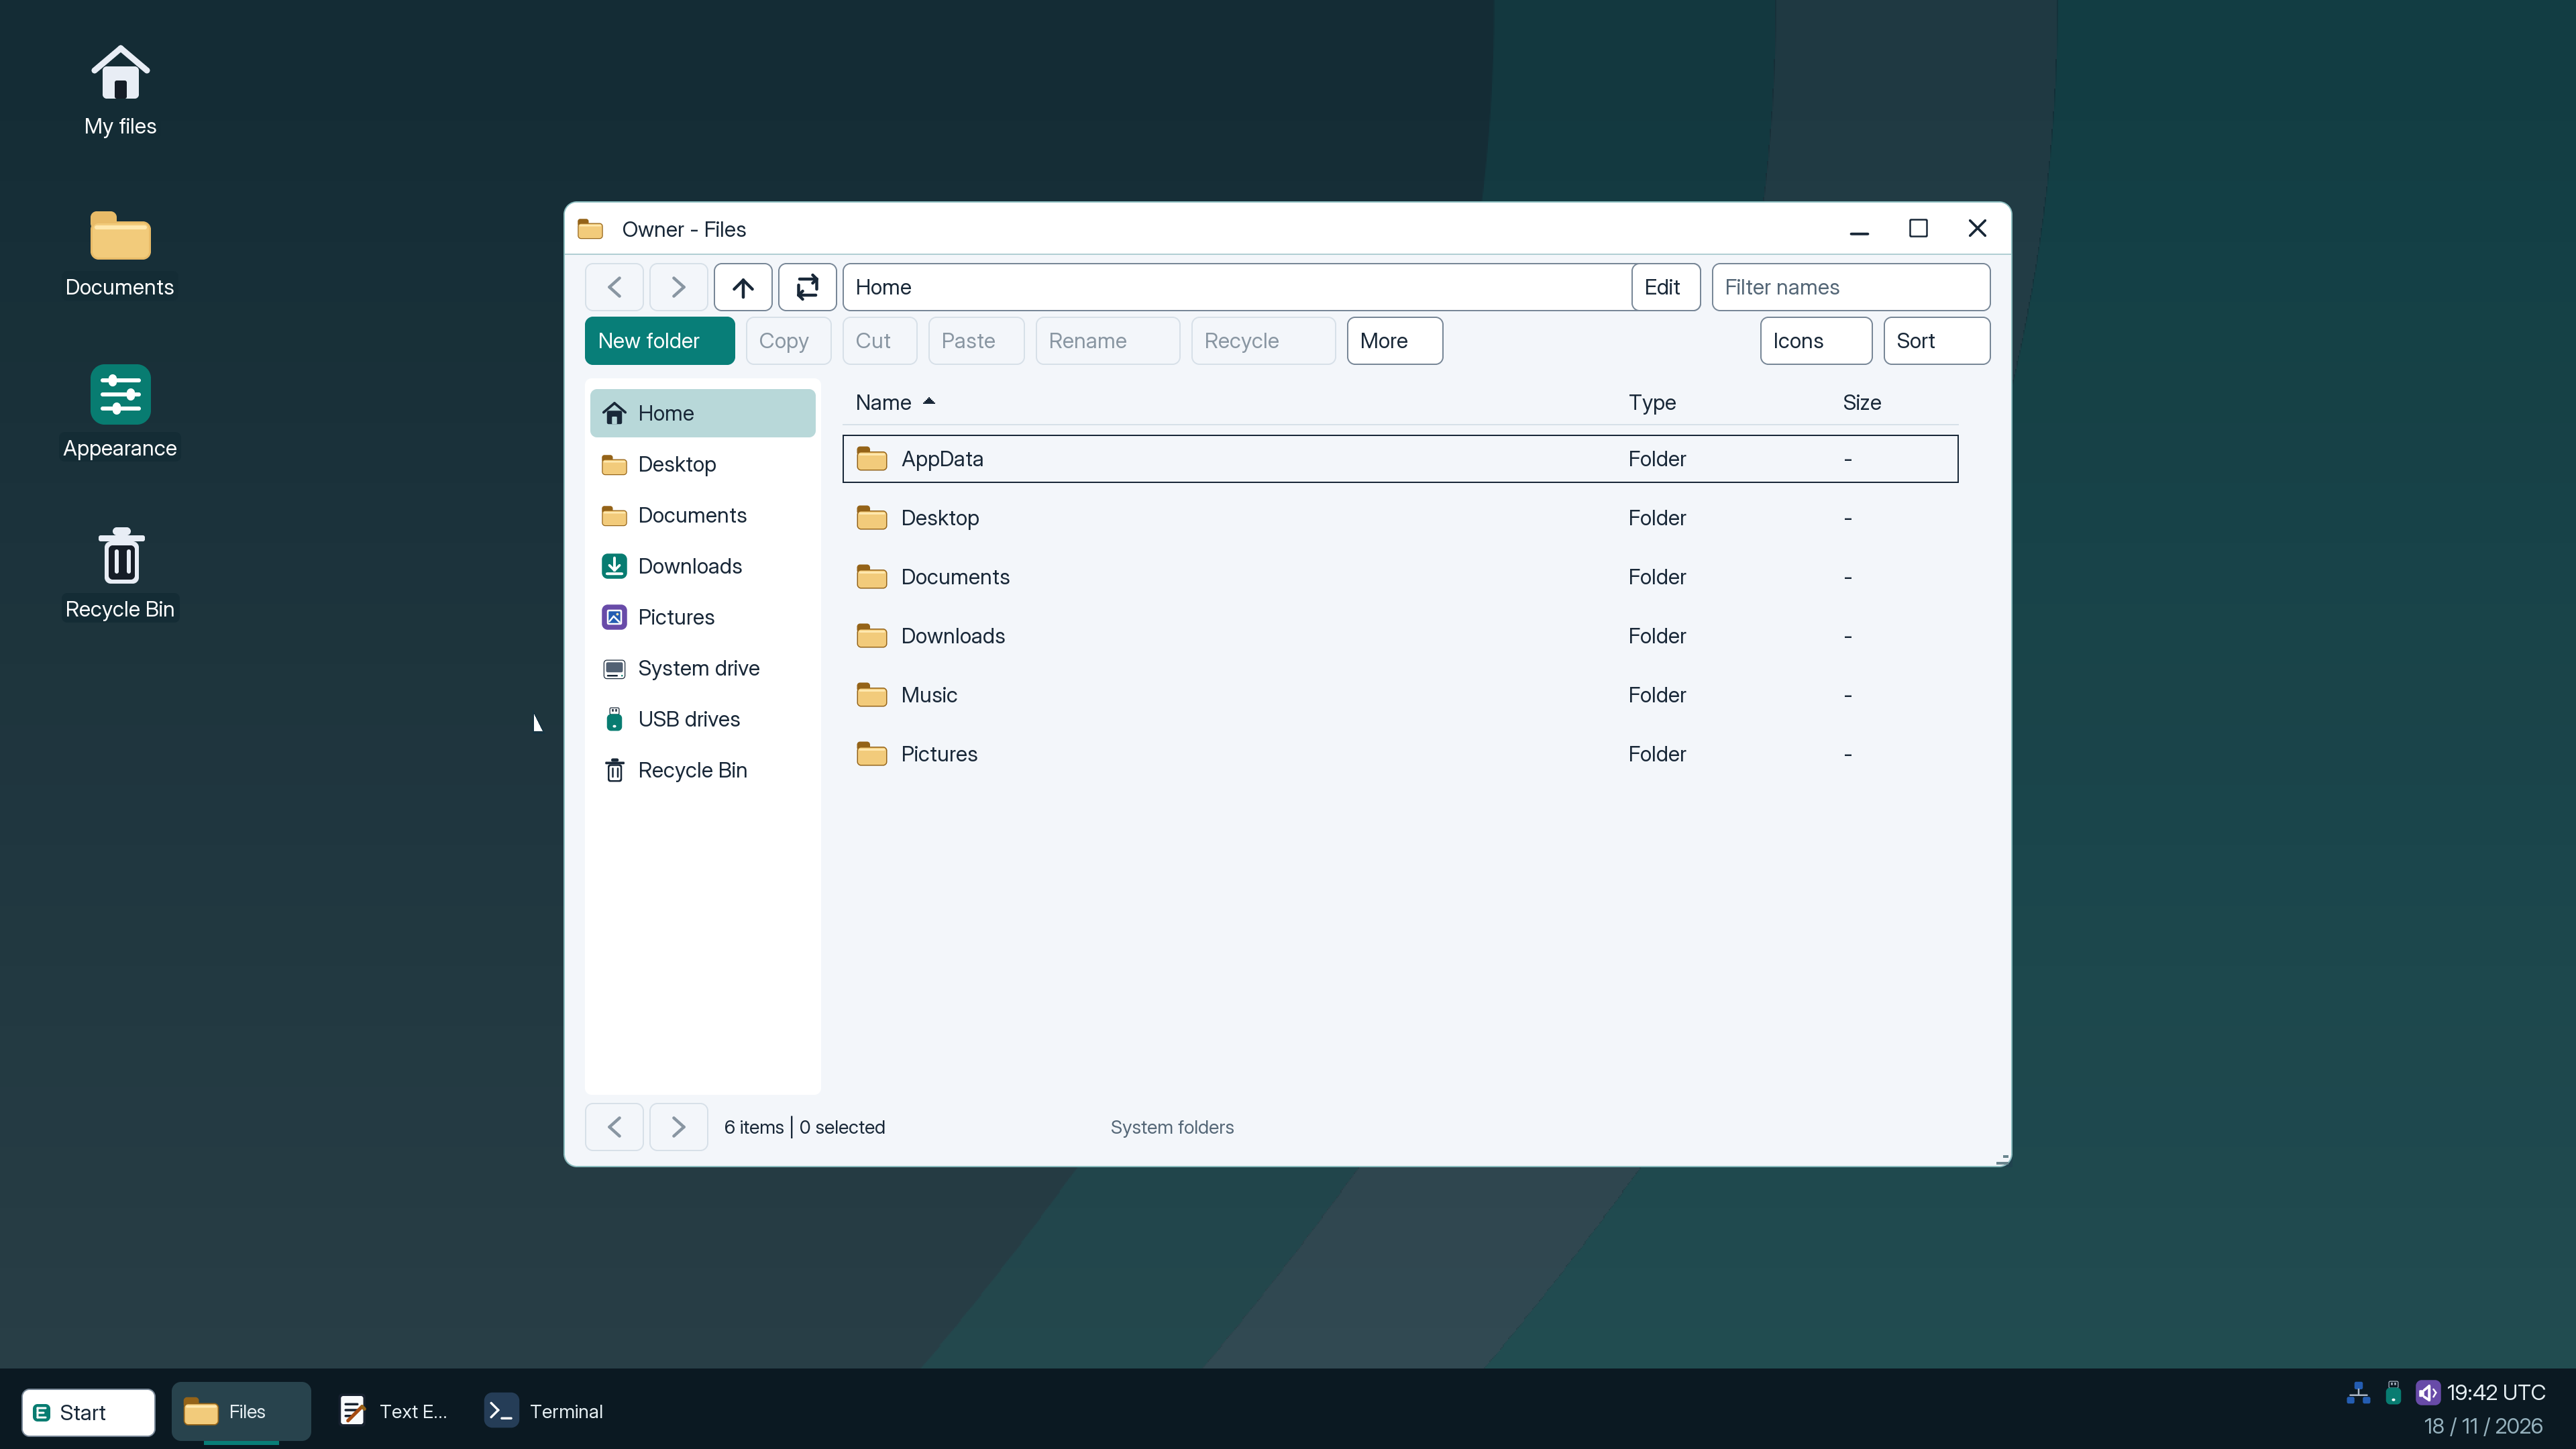 My files
Documents
Appearance
Recycle Bin
Owner - Files
Home Edit Filter names
New folder Copy Cut Paste Rename Recycle More Icons Sort
Home
Desktop
Documents
Downloads
Pictures
System drive
USB drives
Recycle Bin
Name Type Size
AppData Folder -
Desktop Folder -
Documents Folder -
Downloads Folder -
Music Folder -
Pictures Folder -
6 items | 0 selected System folders
E Start Files Text E... Terminal
19:42 UTC
18 / 11 / 2026